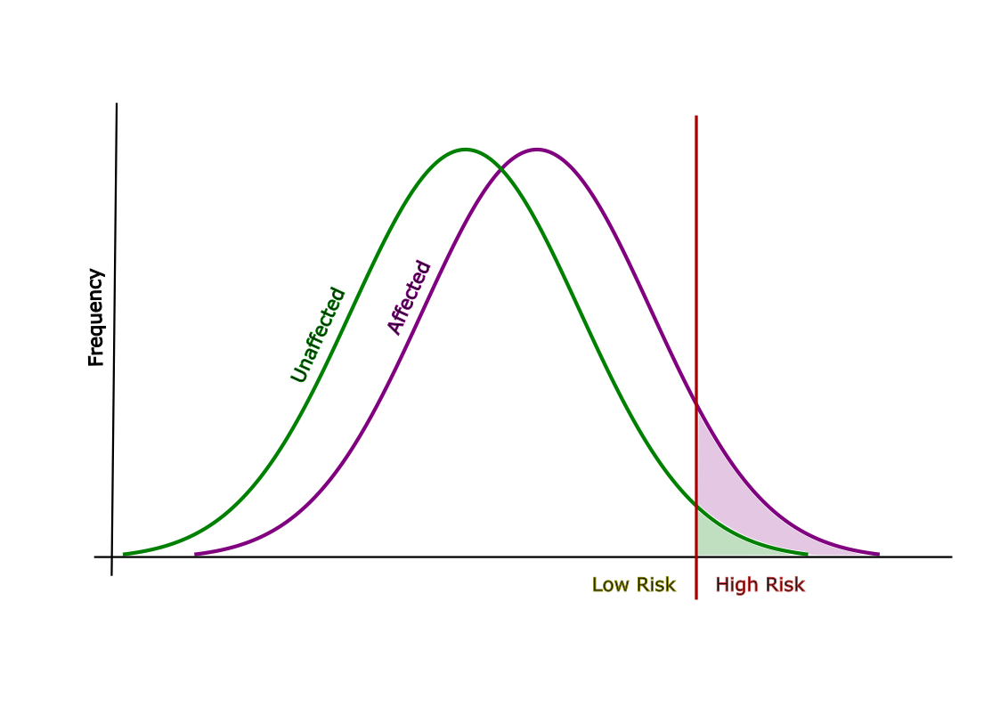 Frequency
Unaffected
Affected
Low Risk
High Risk